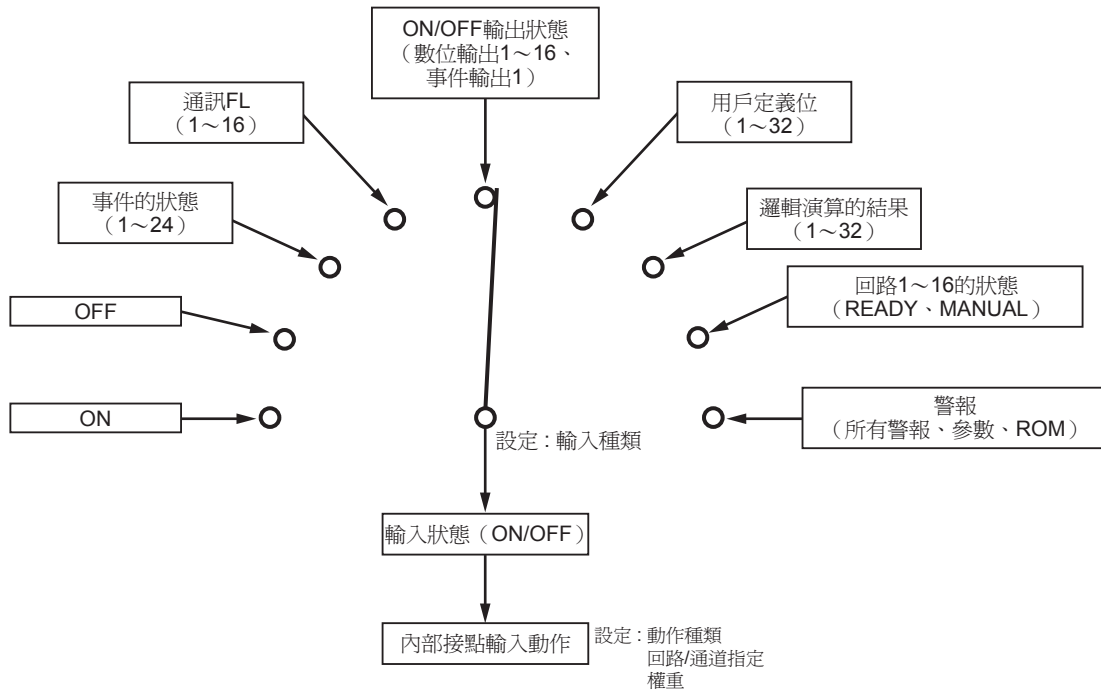 ON/OFF輸出狀態
（數位輸出1～16、
事件輸出1）
通訊FL
（1～16）
用戶定義位
（1～32）
事件的狀態
（1～24）
邏輯演算的結果
（1～32）
回路1～16的狀態
（READY、MANUAL）
OFF
ON
警報
（所有警報、參數、ROM）
設定：輸入種類
輸入狀態（ON/OFF）
內部接點輸入動作
設定：動作種類
回路/通道指定
權重